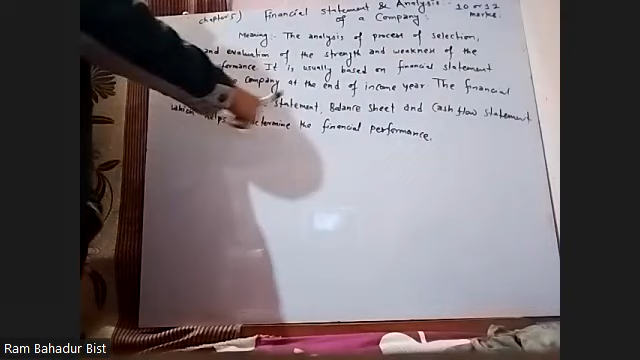 chapter 5) Financial Statement & Analysis :- 10 or 12
of a Company. marks.
Meaning :- The analysis of process of selection,
and evaluation of the strength and weakness of the
It is usually based on financial statement
company at the end of income year. The financial
Statement, Balance Sheet and Cash flow Statement
which helps determine the financial performance.
Ram Bahadur Bist